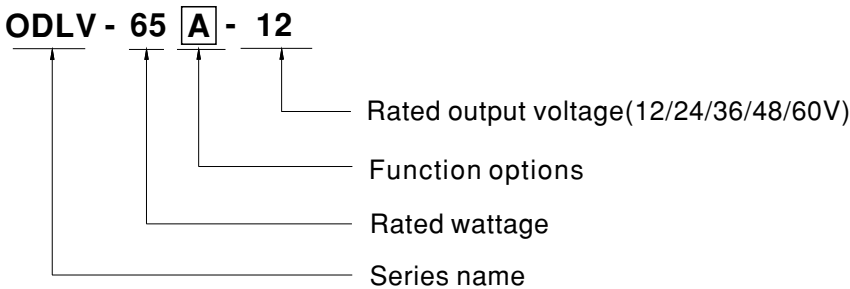 ODLV - 65 A - 12
Rated output voltage(12/24/36/48/60V)
Function options
Rated wattage
Series name